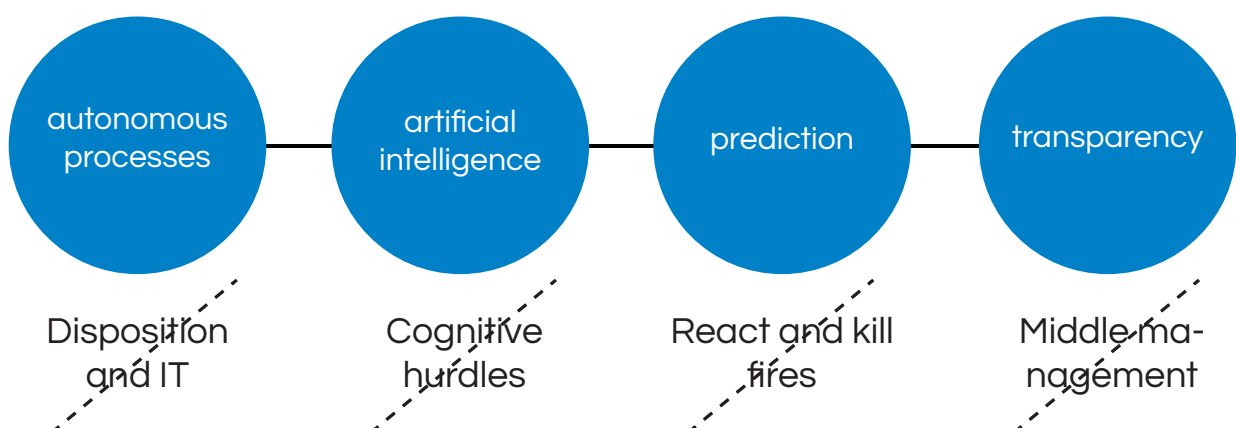 autonomous
processes
artificial
intelligence
prediction
transparency
Disposition
and IT
Cognitive
hurdles
React and kill
fires
Middle ma-
nagement